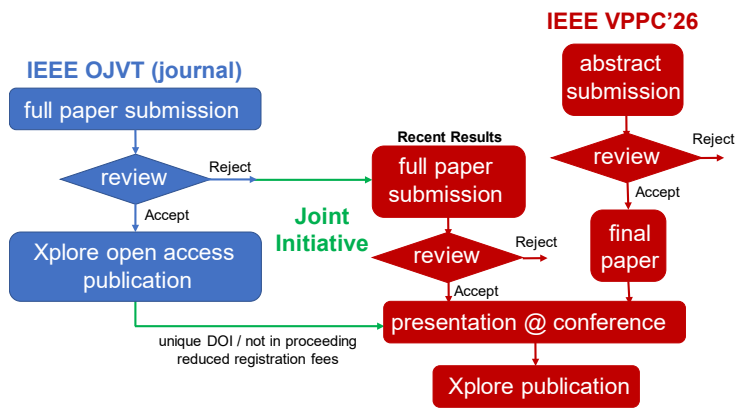 IEEE VPPC'26
IEEE OJVT (journal)
full paper submission
review
Reject
Accept
Xplore open access
publication
Joint
Initiative
unique DOI / not in proceeding
reduced registration fees
Recent Results
full paper
submission
review
Reject
Accept
abstract
submission
review
Reject
Accept
final
paper
presentation @ conference
Xplore publication